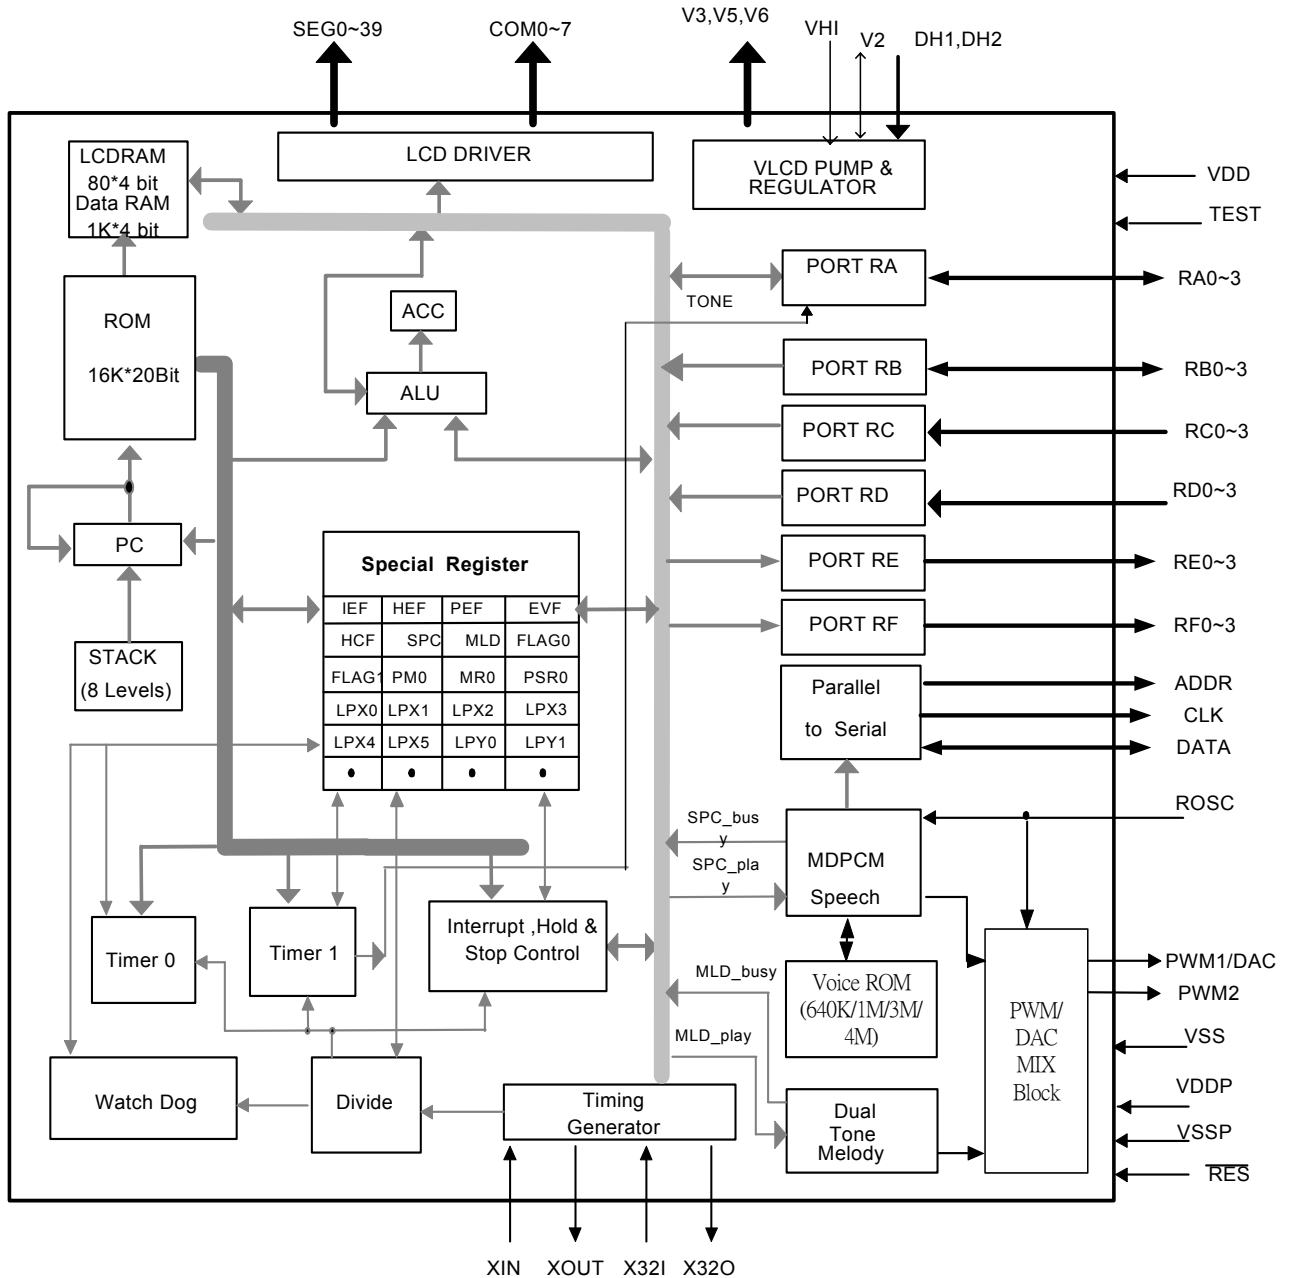 SEG0~39
COM0~7
V3,V5,V6
VHI
V2
DH1,DH2
LCDRAM
80*4 bit
Data RAM
1K*4 bit
LCD DRIVER
VLCD PUMP &
REGULATOR
VDD
TEST
ROM
16K*20Bit
ACC
ALU
TONE
PORT RA
RA0~3
PORT RB
RB0~3
PORT RC
RC0~3
PORT RD
RD0~3
PC
STACK
(8 Levels)
Special Register
IEF HEF PEF EVF
HCF SPC MLD FLAG0
FLAG1 PM0 MR0 PSR0
LPX0 LPX1 LPX2 LPX3
LPX4 LPX5 LPY0 LPY1
PORT RE
RE0~3
PORT RF
RF0~3
Parallel
to Serial
ADDR
CLK
DATA
ROSC
SPC_bus
y
SPC_pla
y
MDPCM
Speech
Timer 0
Timer 1
Interrupt ,Hold &
Stop Control
MLD_busy
MLD_play
Voice ROM
(640K/1M/3M/
4M)
PWM/
DAC
MIX
Block
PWM1/DAC
PWM2
VSS
VDDP
VSSP
RES
Watch Dog
Divide
Timing
Generator
Dual
Tone
Melody
XIN
XOUT
X32I
X32O